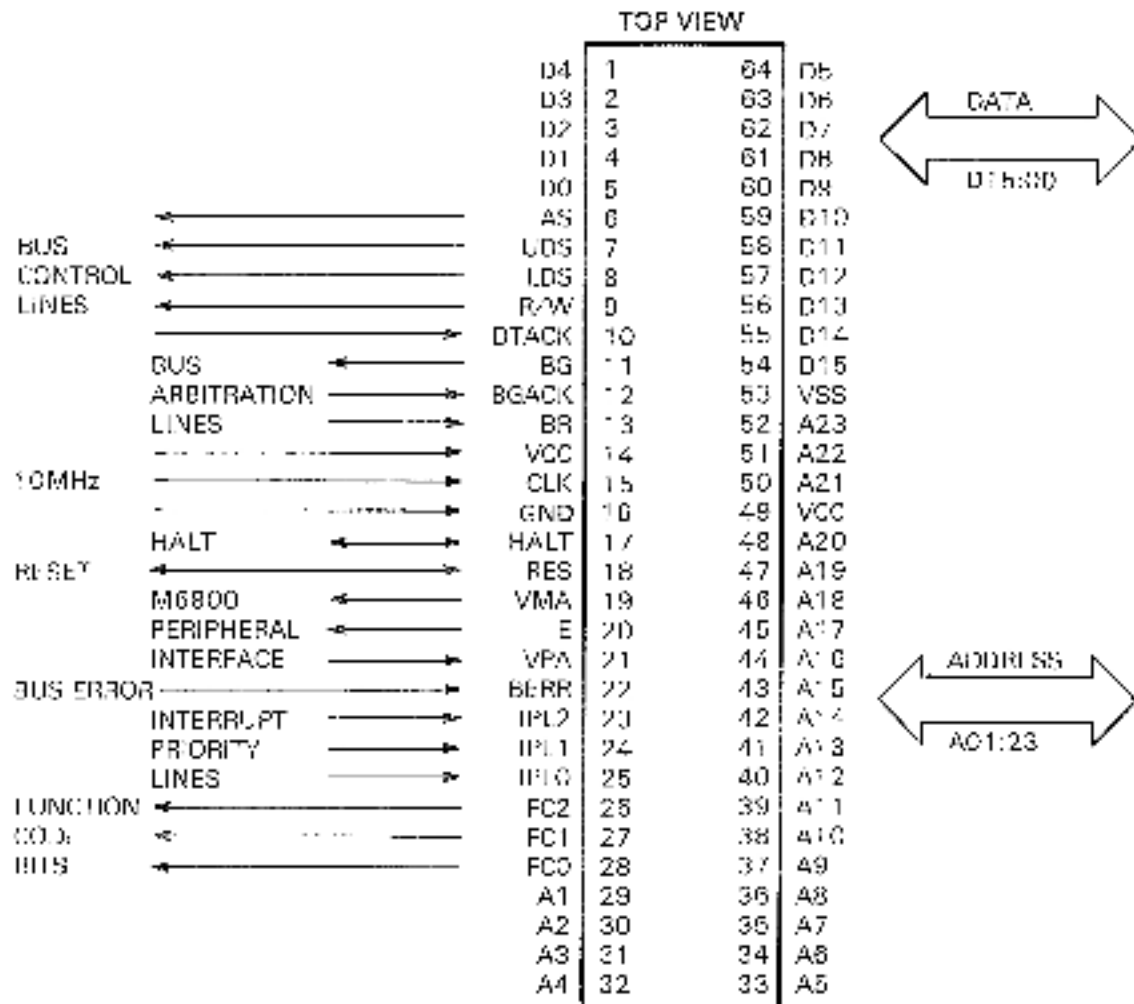 TOP VIEW
D4 1 64 D5
D3 2 63 D6
DATA
D2 3 62 D7
D1 4 61 D8
D15:00
D0 5 60 D9
AS 6 59 D10
BUS UDS 7 58 D11
CONTROL LDS 8 57 D12
LINES R/W 9 56 D13
DTACK 10 55 D14
BUS BG 11 54 D15
ARBITRATION BGACK 12 53 VSS
LINES BR 13 52 A23
VCC 14 51 A22
10MHz CLK 15 50 A21
GND 16 49 VCC
HALT HALT 17 48 A20
RESET RES 18 47 A19
M6800 VMA 19 46 A18
PERIPHERAL E 20 45 A17
INTERFACE VPA 21 44 A16
ADDRESS
BUS ERROR BERR 22 43 A15
INTERRUPT IPL2 23 42 A14
PRIORITY IPL1 24 41 A13
A01:23
LINES IPL0 25 40 A12
FUNCTION FC2 26 39 A11
CODE FC1 27 38 A10
BITS FC0 28 37 A9
A1 29 36 A8
A2 30 35 A7
A3 31 34 A6
A4 32 33 A5